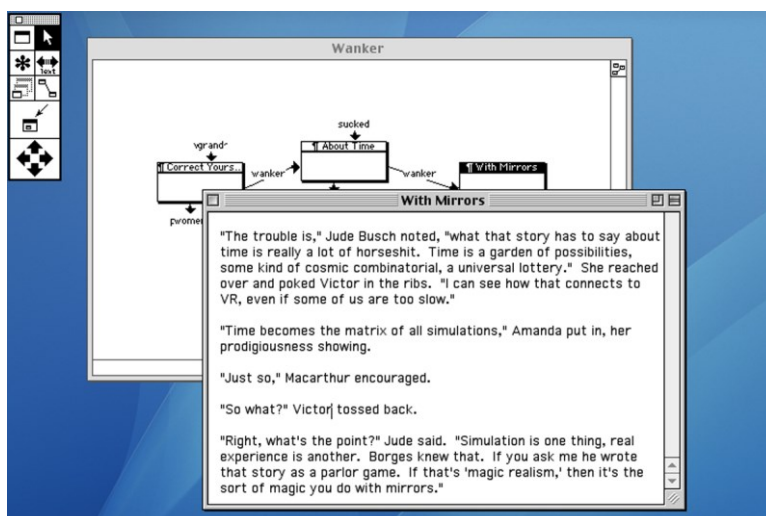 Wanker
text
sucked
vgrand
¶ About Time
¶ Correct Yours..
wanker
wanker
¶ With Mirrors
pwomen
With Mirrors
"The trouble is," Jude Busch noted, "what that story has to say about
time is really a lot of horseshit. Time is a garden of possibilities,
some kind of cosmic combinatorial, a universal lottery." She reached
over and poked Victor in the ribs. "I can see how that connects to
VR, even if some of us are too slow."
"Time becomes the matrix of all simulations," Amanda put in, her
prodigiousness showing.
"Just so," Macarthur encouraged.
"So what?" Victor tossed back.
"Right, what's the point?" Jude said. "Simulation is one thing, real
experience is another. Borges knew that. If you ask me he wrote
that story as a parlor game. If that's 'magic realism,' then it's the
sort of magic you do with mirrors."